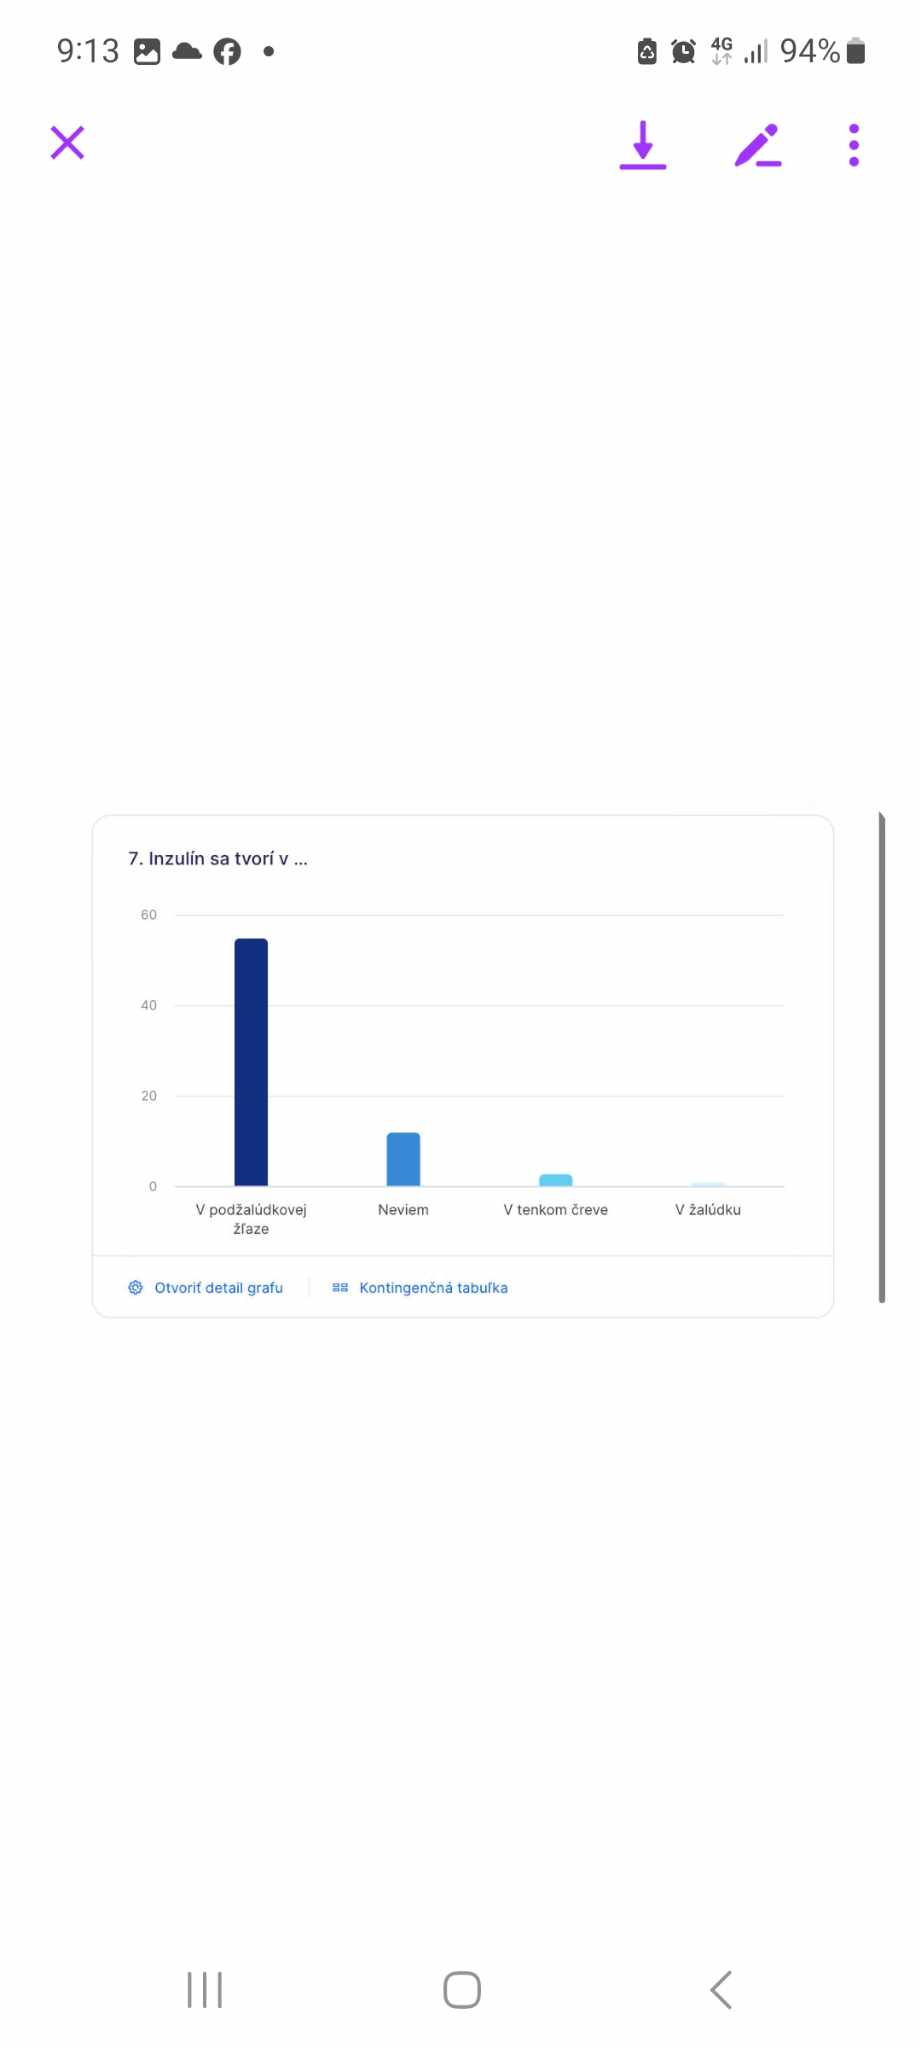 9:13
4G
94%
7. Inzulín sa tvorí v ...
60
40
20
0
V podžalúdkovej
žľaze
Neviem
V tenkom čreve
V žalúdku
Otvoriť detail grafu
Kontingenčná tabuľka